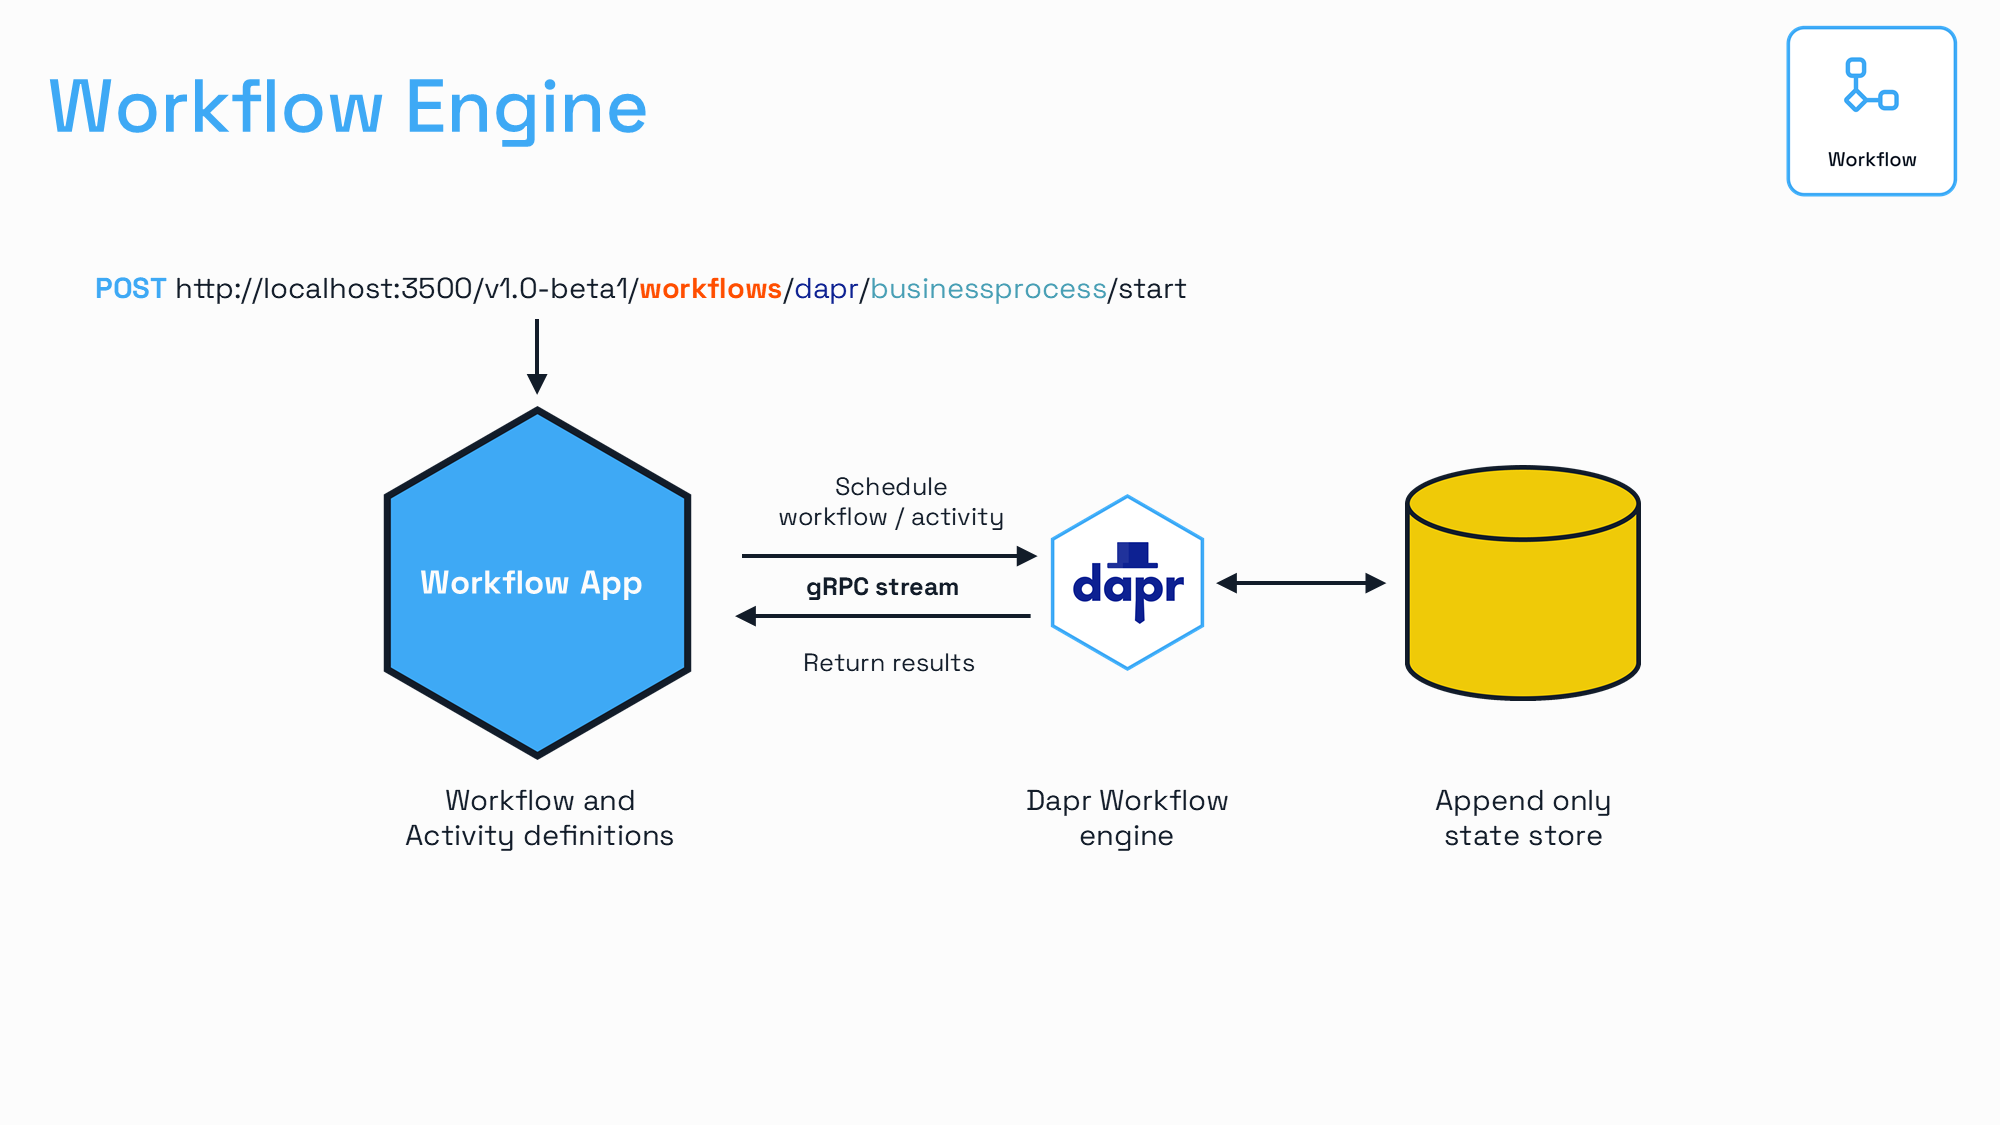 Workflow Engine
Workflow
POST http://localhost:3500/v1.0-beta1/workflows/dapr/businessprocess/start
Schedule
workflow / activity
Workflow App
gRPC stream
dapr
Return results
Workflow and
Activity definitions
Dapr Workflow
engine
Append only
state store